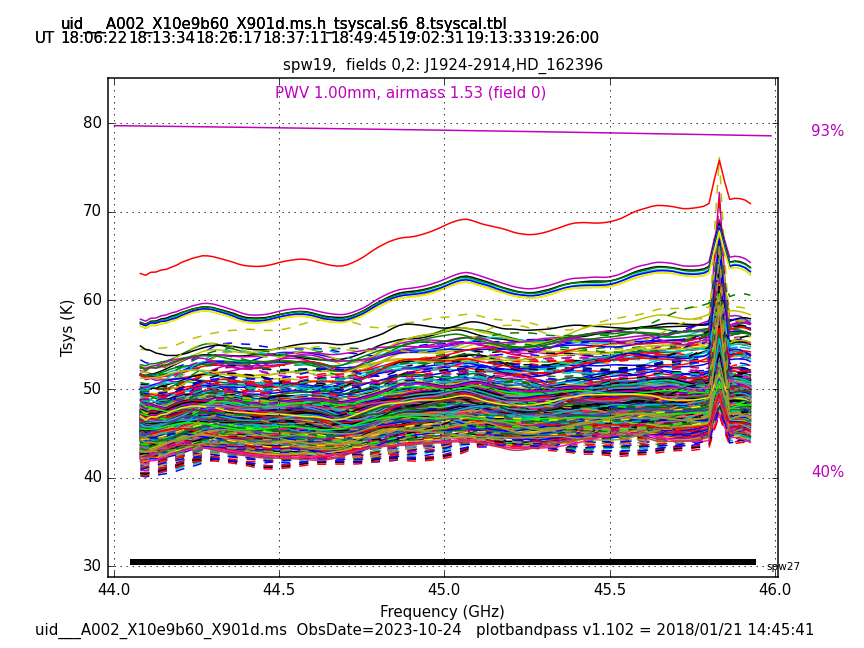 uid___A002_X10e9b60_X901d.ms.h_tsyscal.s6_8.tsyscal.tbl
UT 18:06:22 18:13:34 18:26:17 18:37:11 18:49:45 19:02:31 19:13:33 19:26:00
spw19,  fields 0,2: J1924-2914,HD_162396
PWV 1.00mm, airmass 1.53 (field 0)
80
93%
70
60
Tsys (K)
50
40
40%
30
spw27
44.0 44.5 45.0 45.5 46.0
Frequency (GHz)
uid___A002_X10e9b60_X901d.ms  ObsDate=2023-10-24   plotbandpass v1.102 = 2018/01/21 14:45:41